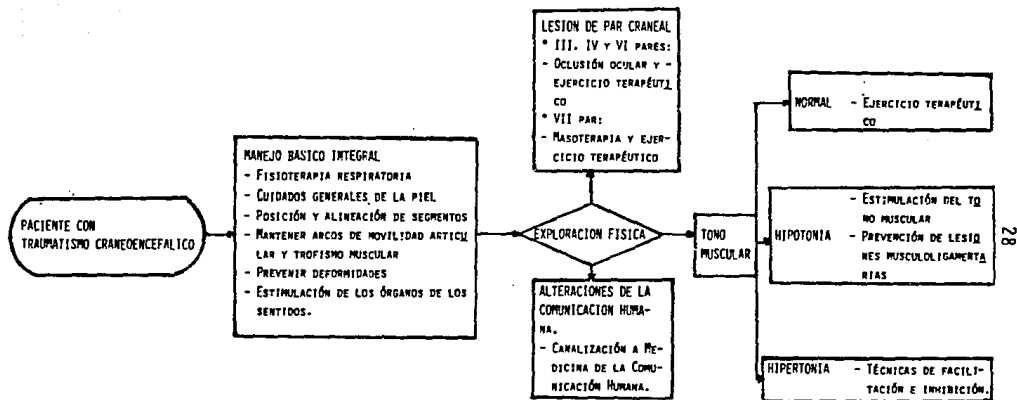 PACIENTE CON
TRAUMATISMO CRANEOENCEFALICO
MANEJO BASICO INTEGRAL
- FISIOTERAPIA RESPIRATORIA
- CUIDADOS GENERALES DE LA PIEL
- POSICIÓN Y ALINEACIÓN DE SEGMENTOS
- MANTENER ARCOS DE MOVILIDAD ARTICU
LAR Y TROFISMO MUSCULAR
- PREVENIR DEFORMIDADES
- ESTIMULACIÓN DE LOS ÓRGANOS DE LOS
SENTIDOS.
LESION DE PAR CRANEAL
* III, IV Y VI PARES:
- OCLUSIÓN OCULAR Y -
EJERCICIO TERAPÉUTI
CO
* VII PAR:
- MASOTERAPIA Y EJER-
CICIO TERAPÉUTICO
EXPLORACION FISICA
ALTERACIONES DE LA
COMUNICACION HUMA-
NA.
- CANALIZACIÓN A ME-
DICINA DE LA COMU-
NICACIÓN HUMANA.
TONO
MUSCULAR
NORMAL - EJERCICIO TERAPÉUTI
CO
HIPOTONIA - ESTIMULACIÓN DEL TO
NO MUSCULAR
- PREVENCIÓN DE LESIO
NES MUSCULOLIGAMENTA
RIAS
HIPERTONIA - TÉCNICAS DE FACILI-
TACIÓN E INHIBICIÓN.
28